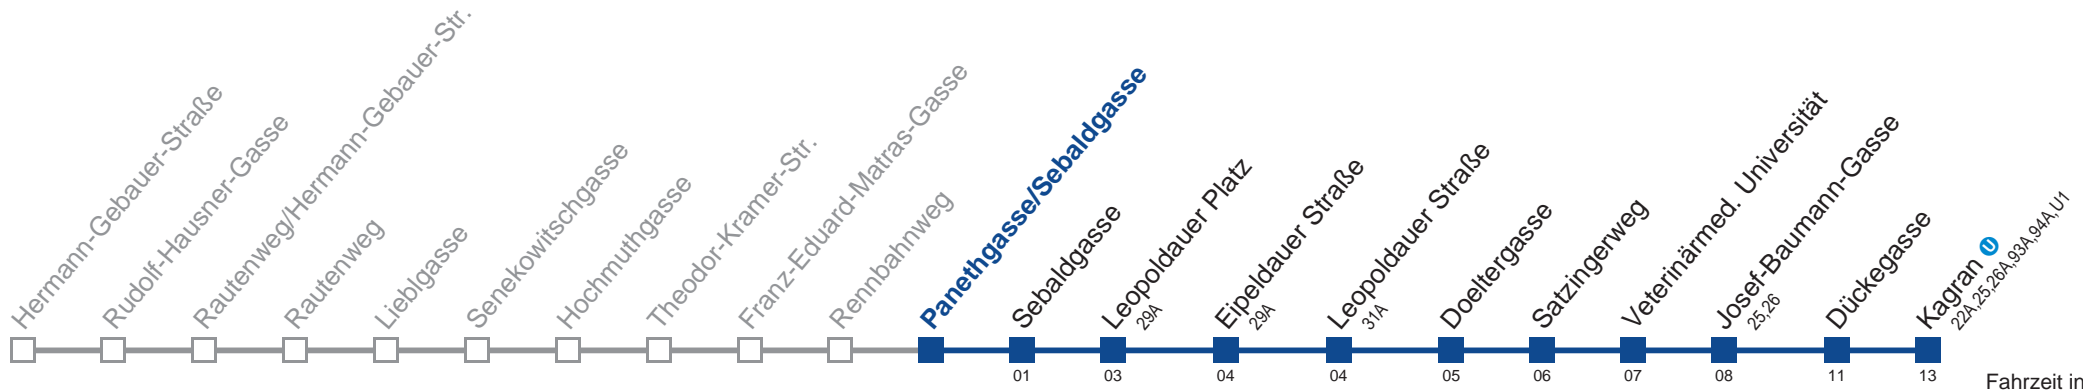 Hermann-Gebauer-Straße
Rudolf-Hausner-Gasse
Rautenweg/Hermann-Gebauer-Str.
Rautenweg
Lieblgasse
Senekowitschgasse
Hochmuthgasse
Theodor-Kramer-Str.
Franz-Eduard-Matras-Gasse
Rennbahnweg
Panethgasse/Sebaldgasse
Sebaldgasse
Leopoldauer Platz
29A
Eipeldauer Straße
29A
Leopoldauer Straße
31A
Doeltergasse
Satzingerweg
Veterinärmed. Universität
Josef-Baumann-Gasse
25,26
Dückegasse
Kagran U
22A,25,26A,93A,94A,U1
01 03 04 04 05 06 07 08 11 13
Fahrzeit in